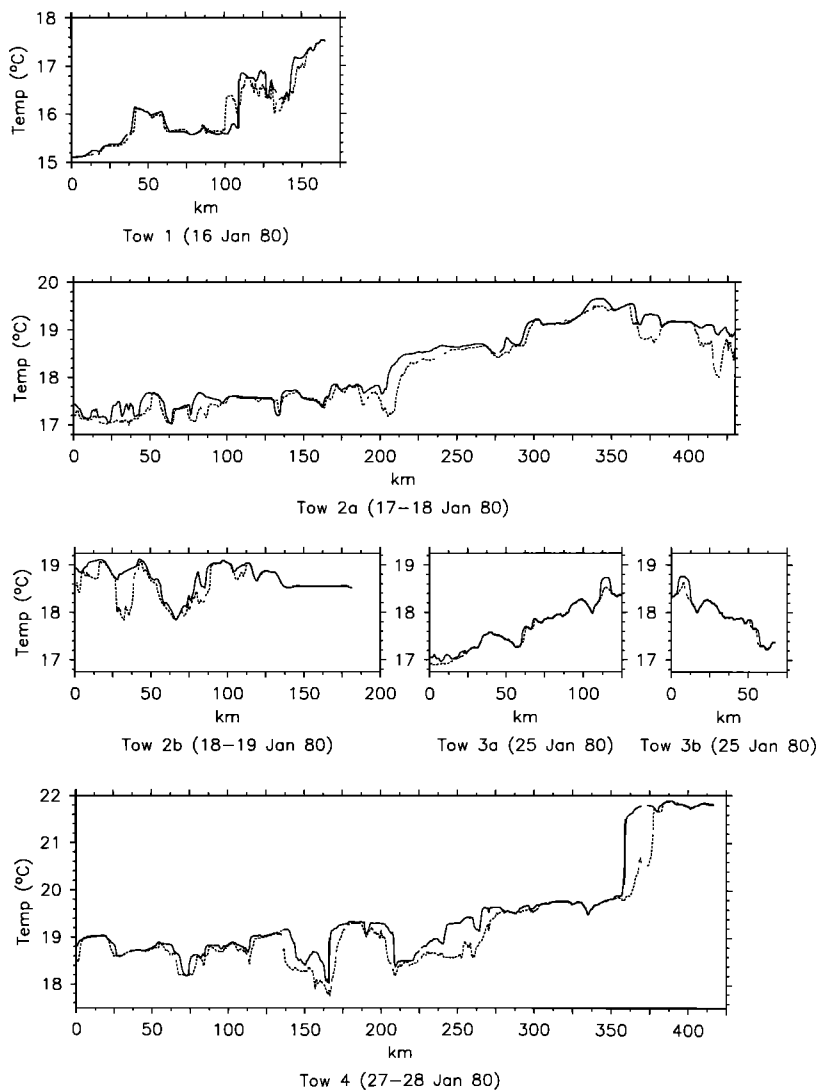 18
17
16
15
Temp (°C)
0 50 100 150
km
Tow 1 (16 Jan 80)
20
19
18
17
Temp (°C)
0 50 100 150 200 250 300 350 400
km
Tow 2a (17–18 Jan 80)
19
18
17
0 50 100 150 200
km
Tow 2b (18–19 Jan 80)
19
18
17
0 50 100
km
Tow 3a (25 Jan 80)
19
18
17
0 50
km
Tow 3b (25 Jan 80)
22
21
20
19
18
Temp (°C)
0 50 100 150 200 250 300 350 400
km
Tow 4 (27–28 Jan 80)